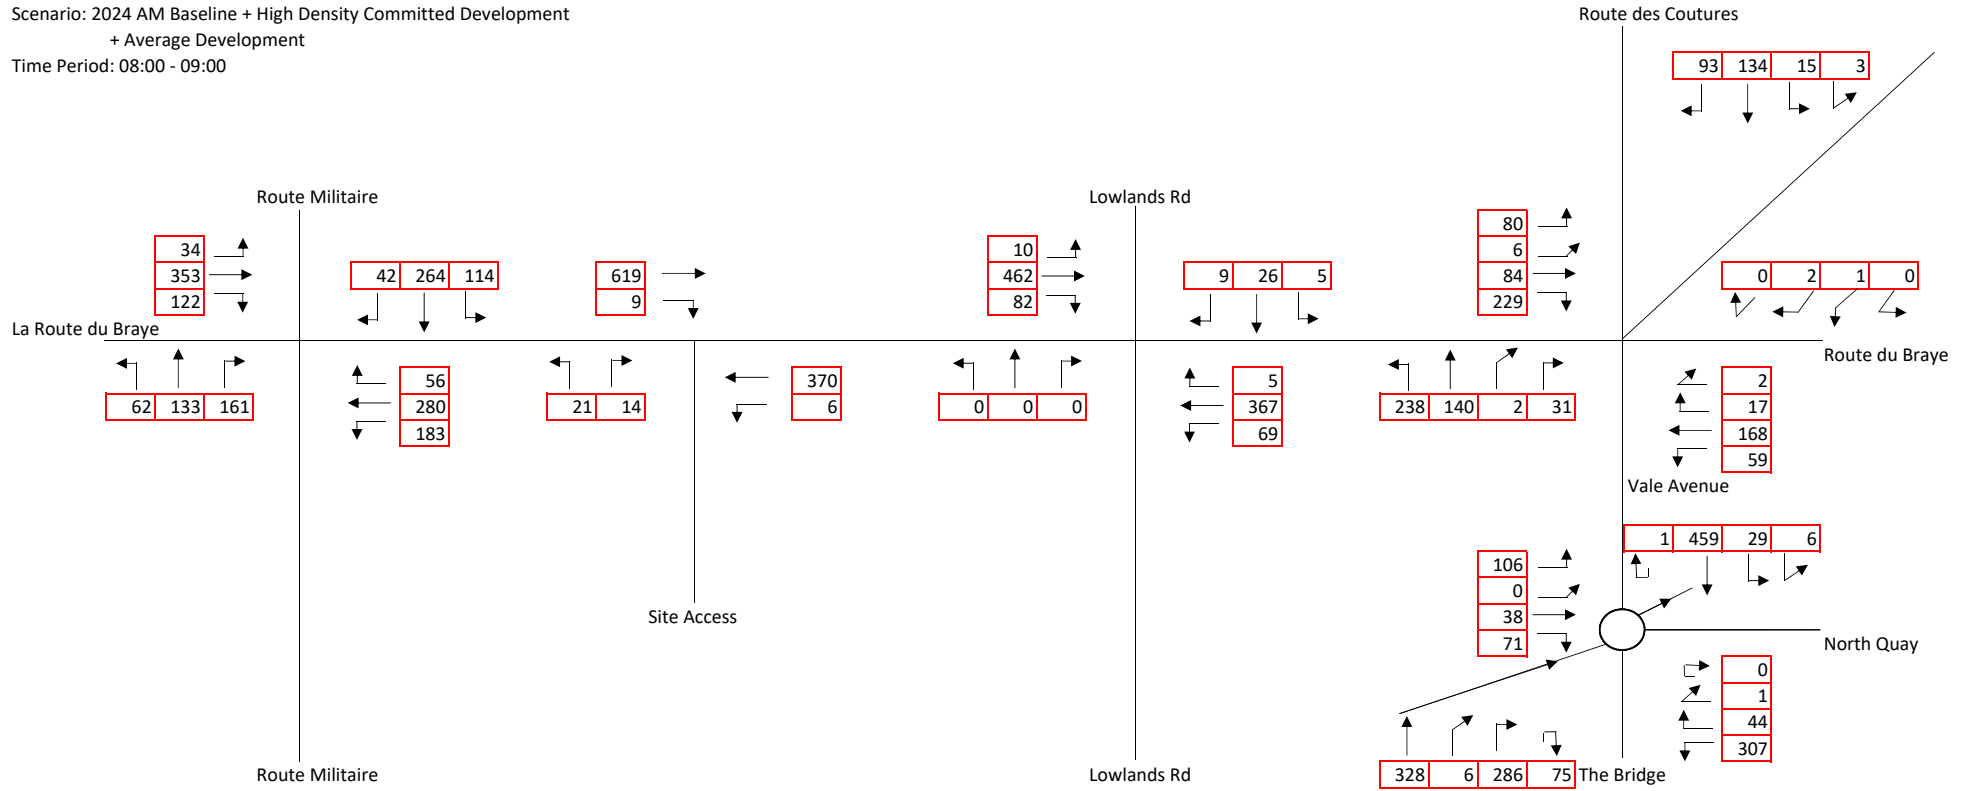 Scenario: 2024 AM Baseline + High Density Committed Development
+ Average Development
Time Period: 08:00 - 09:00
Route des Coutures
93 134 15 3
Route Militaire
Lowlands Rd
34
353
122
42 264 114
619
9
10
462
82
9 26 5
80
6
84
229
0 2 1 0
La Route du Braye
Route du Braye
62 133 161
56
280
183
21 14
370
6
0 0 0
5
367
69
238 140 2 31
2
17
168
59
Vale Avenue
1 459 29 6
106
0
38
71
Site Access
North Quay
0
1
44
307
328 6 286 75
Route Militaire
Lowlands Rd
The Bridge